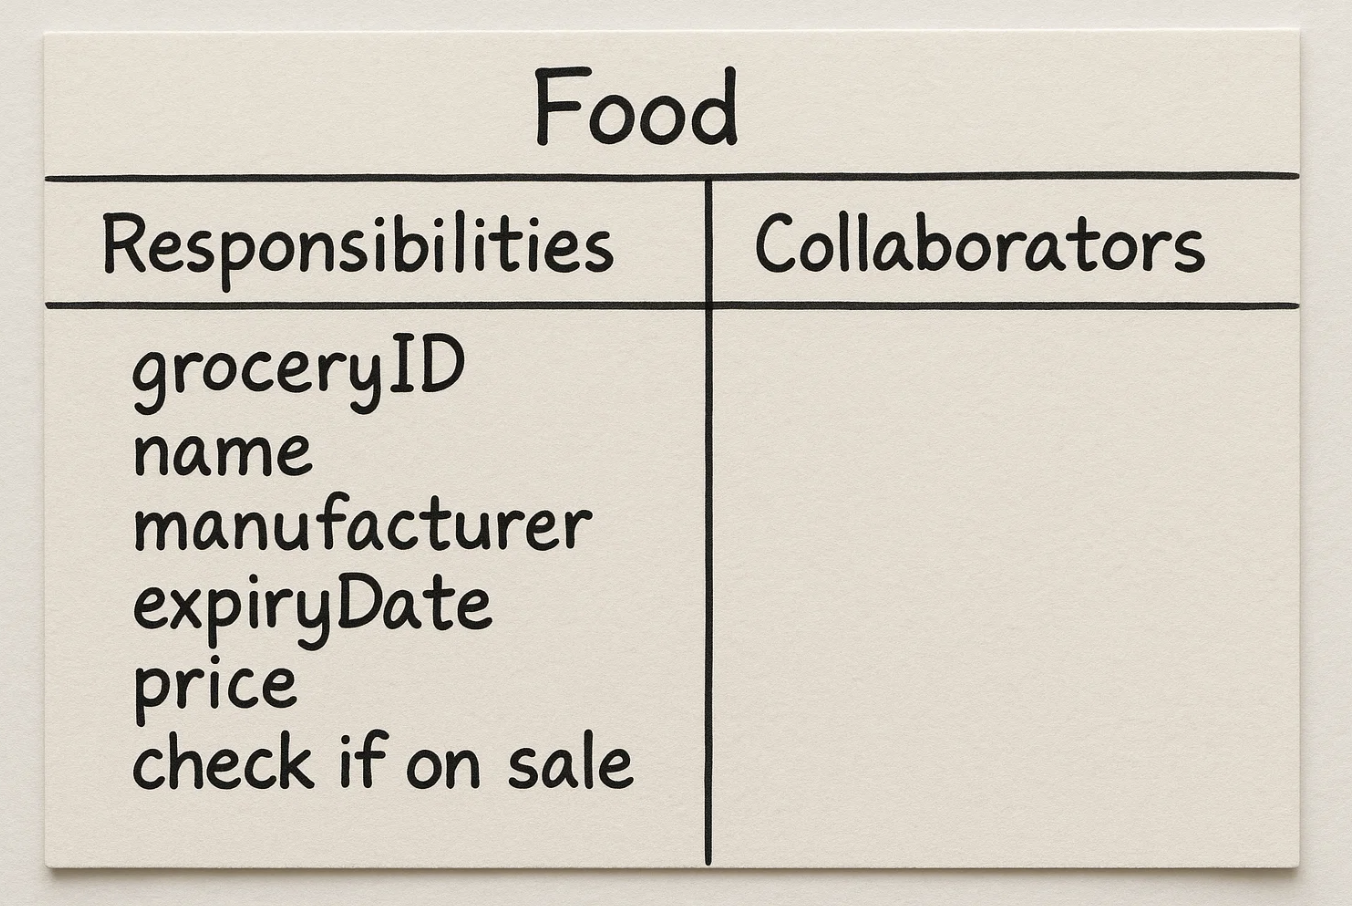 Food
Responsibilities Collaborators
groceryID
name
manufacturer
expiryDate
price
check if on sale